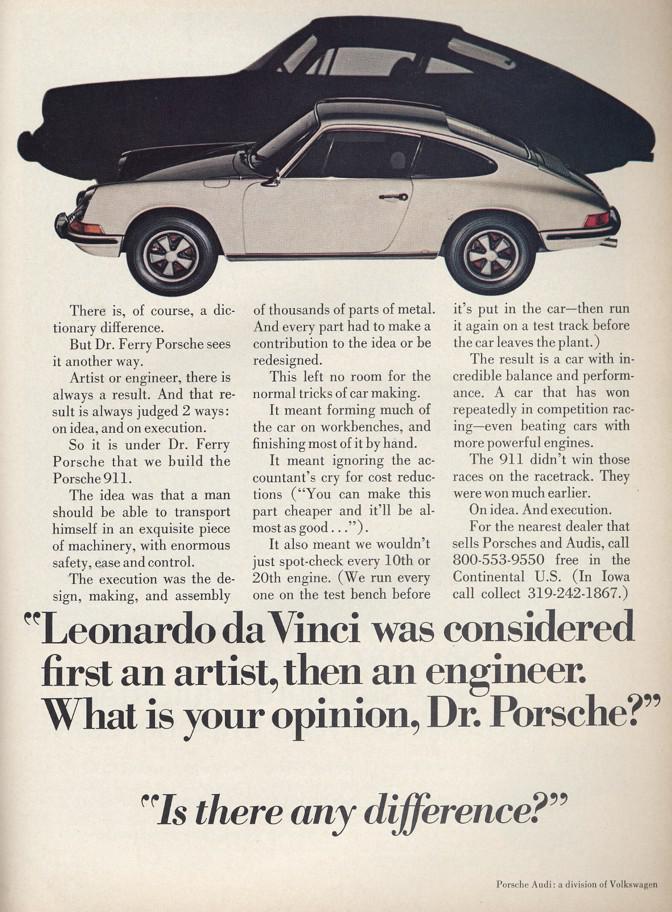 There is, of course, a dic-
tionary difference.
But Dr. Ferry Porsche sees
it another way.
Artist or engineer, there is
always a result. And that re-
sult is always judged 2 ways:
on idea, and on execution.
So it is under Dr. Ferry
Porsche that we build the
Porsche 911.
The idea was that a man
should be able to transport
himself in an exquisite piece
of machinery, with enormous
safety, ease and control.
The execution was the de-
sign, making, and assembly
of thousands of parts of metal.
And every part had to make a
contribution to the idea or be
redesigned.
This left no room for the
normal tricks of car making.
It meant forming much of
the car on workbenches, and
finishing most of it by hand.
It meant ignoring the ac-
countant's cry for cost reduc-
tions (“You can make this
part cheaper and it'll be al-
most as good...”).
It also meant we wouldn't
just spot-check every 10th or
20th engine. (We run every
one on the test bench before
it's put in the car—then run
it again on a test track before
the car leaves the plant.)
The result is a car with in-
credible balance and perform-
ance. A car that has won
repeatedly in competition rac-
ing—even beating cars with
more powerful engines.
The 911 didn't win those
races on the racetrack. They
were won much earlier.
On idea. And execution.
For the nearest dealer that
sells Porsches and Audis, call
800-553-9550 free in the
Continental U.S. (In Iowa
call collect 319-242-1867.)
“Leonardo da Vinci was considered
first an artist, then an engineer.
What is your opinion, Dr. Porsche?”
“Is there any difference?”
Porsche Audi: a division of Volkswagen